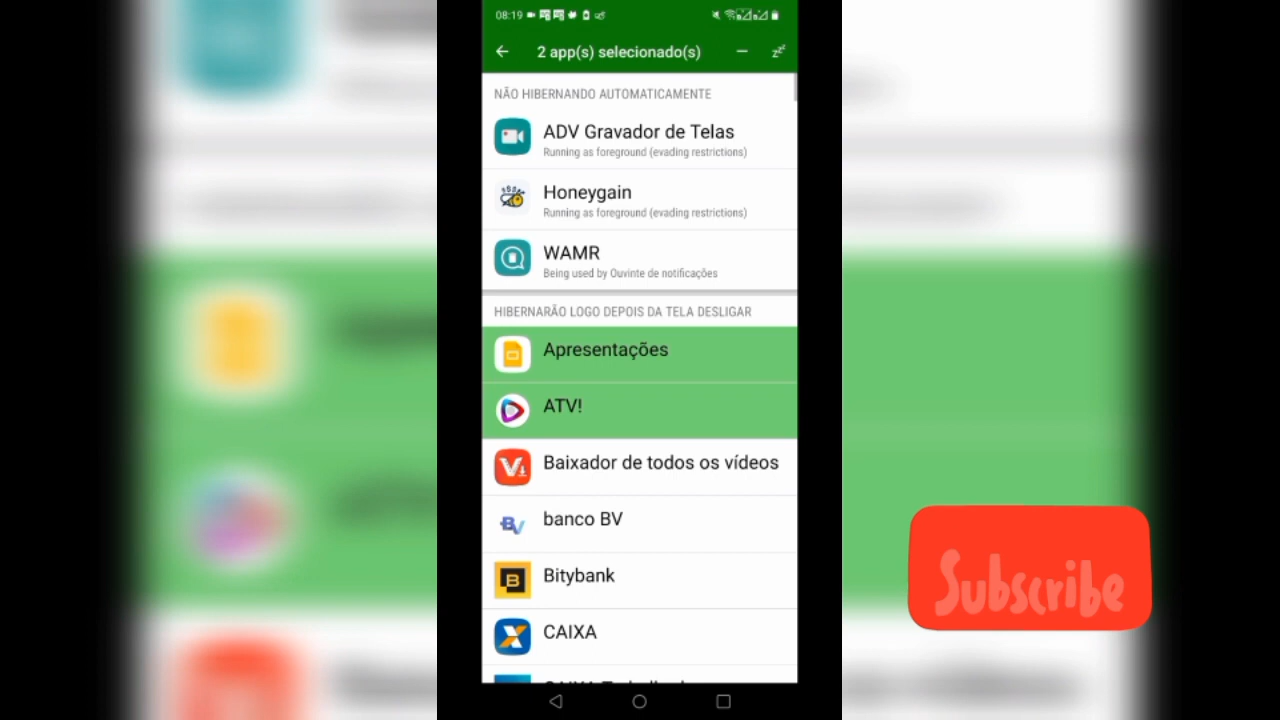 08:19
2 app(s) selecionado(s)
NÃO HIBERNANDO AUTOMATICAMENTE
ADV Gravador de Telas
Running as foreground (evading restrictions)
Honeygain
Running as foreground (evading restrictions)
WAMR
Being used by Ouvinte de notificações
HIBERNARÃO LOGO DEPOIS DA TELA DESLIGAR
Apresentações
ATV!
Baixador de todos os vídeos
banco BV
Bitybank
CAIXA
Subscribe